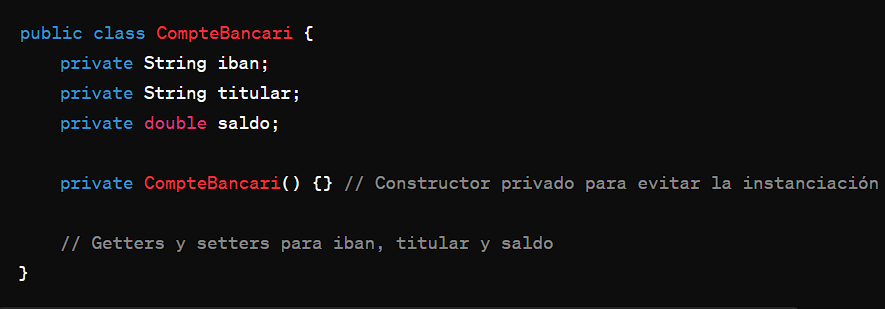 public class CompteBancari {
    private String iban;
    private String titular;
    private double saldo;

    private CompteBancari() {} // Constructor privado para evitar la instanciación

    // Getters y setters para iban, titular y saldo
}